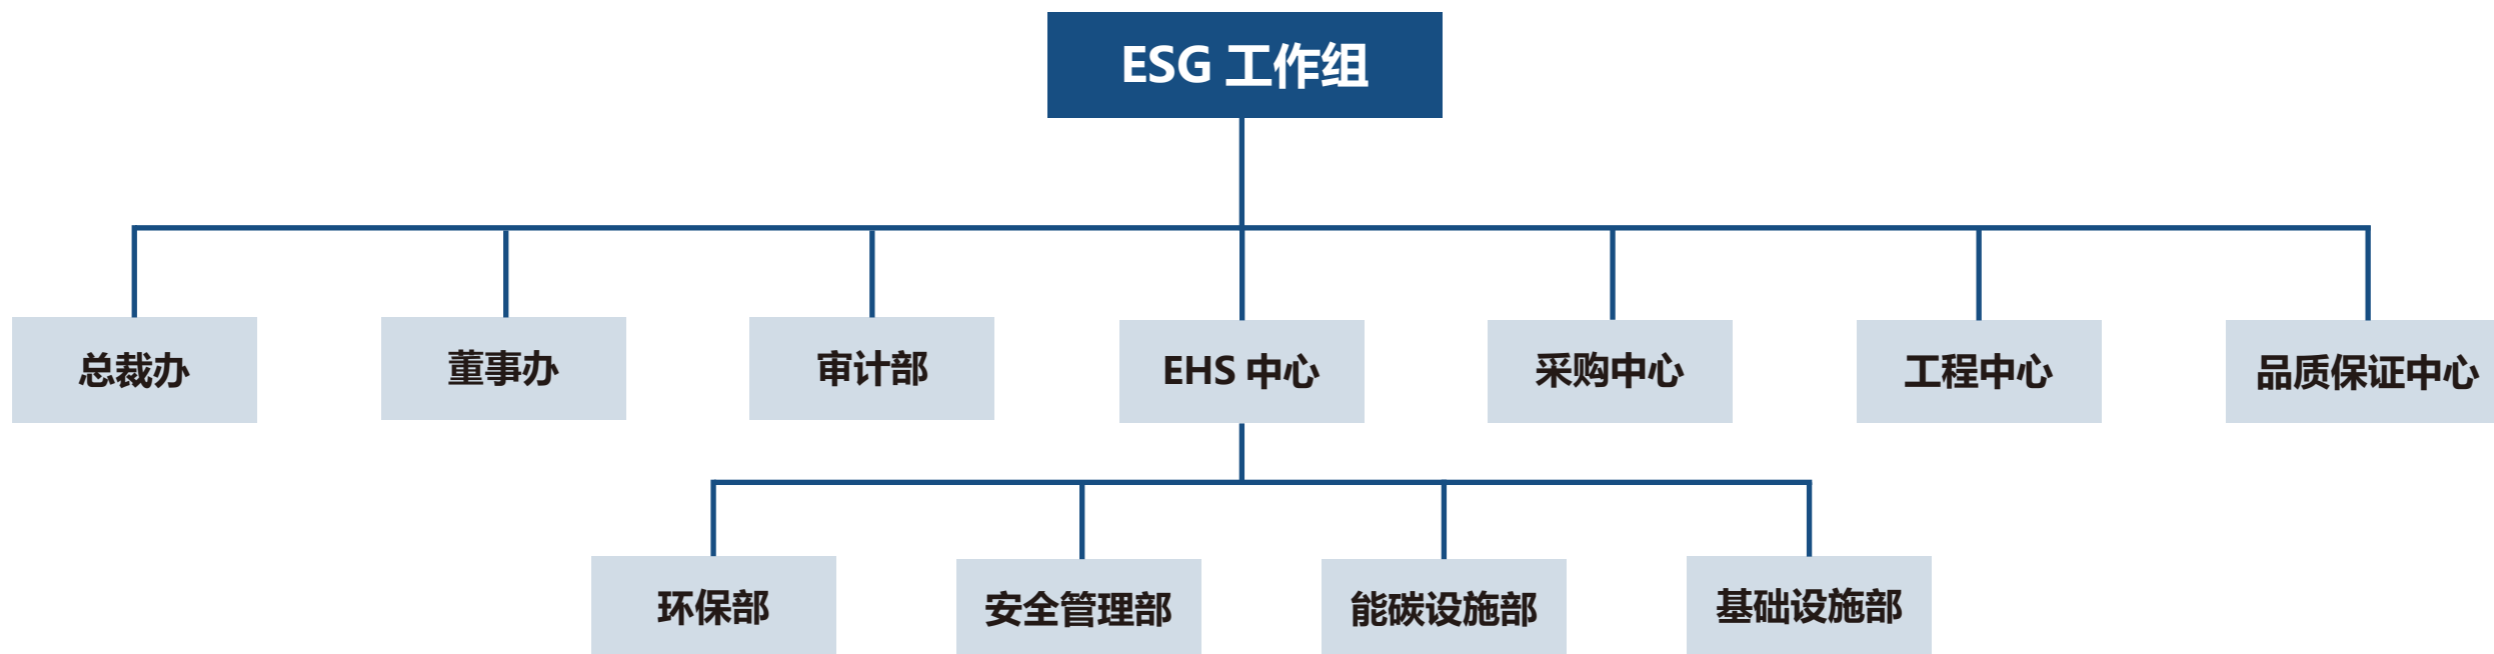 ESG 工作组
总裁办
董事办
审计部
EHS 中心
采购中心
工程中心
品质保证中心
环保部
安全管理部
能碳设施部
基础设施部